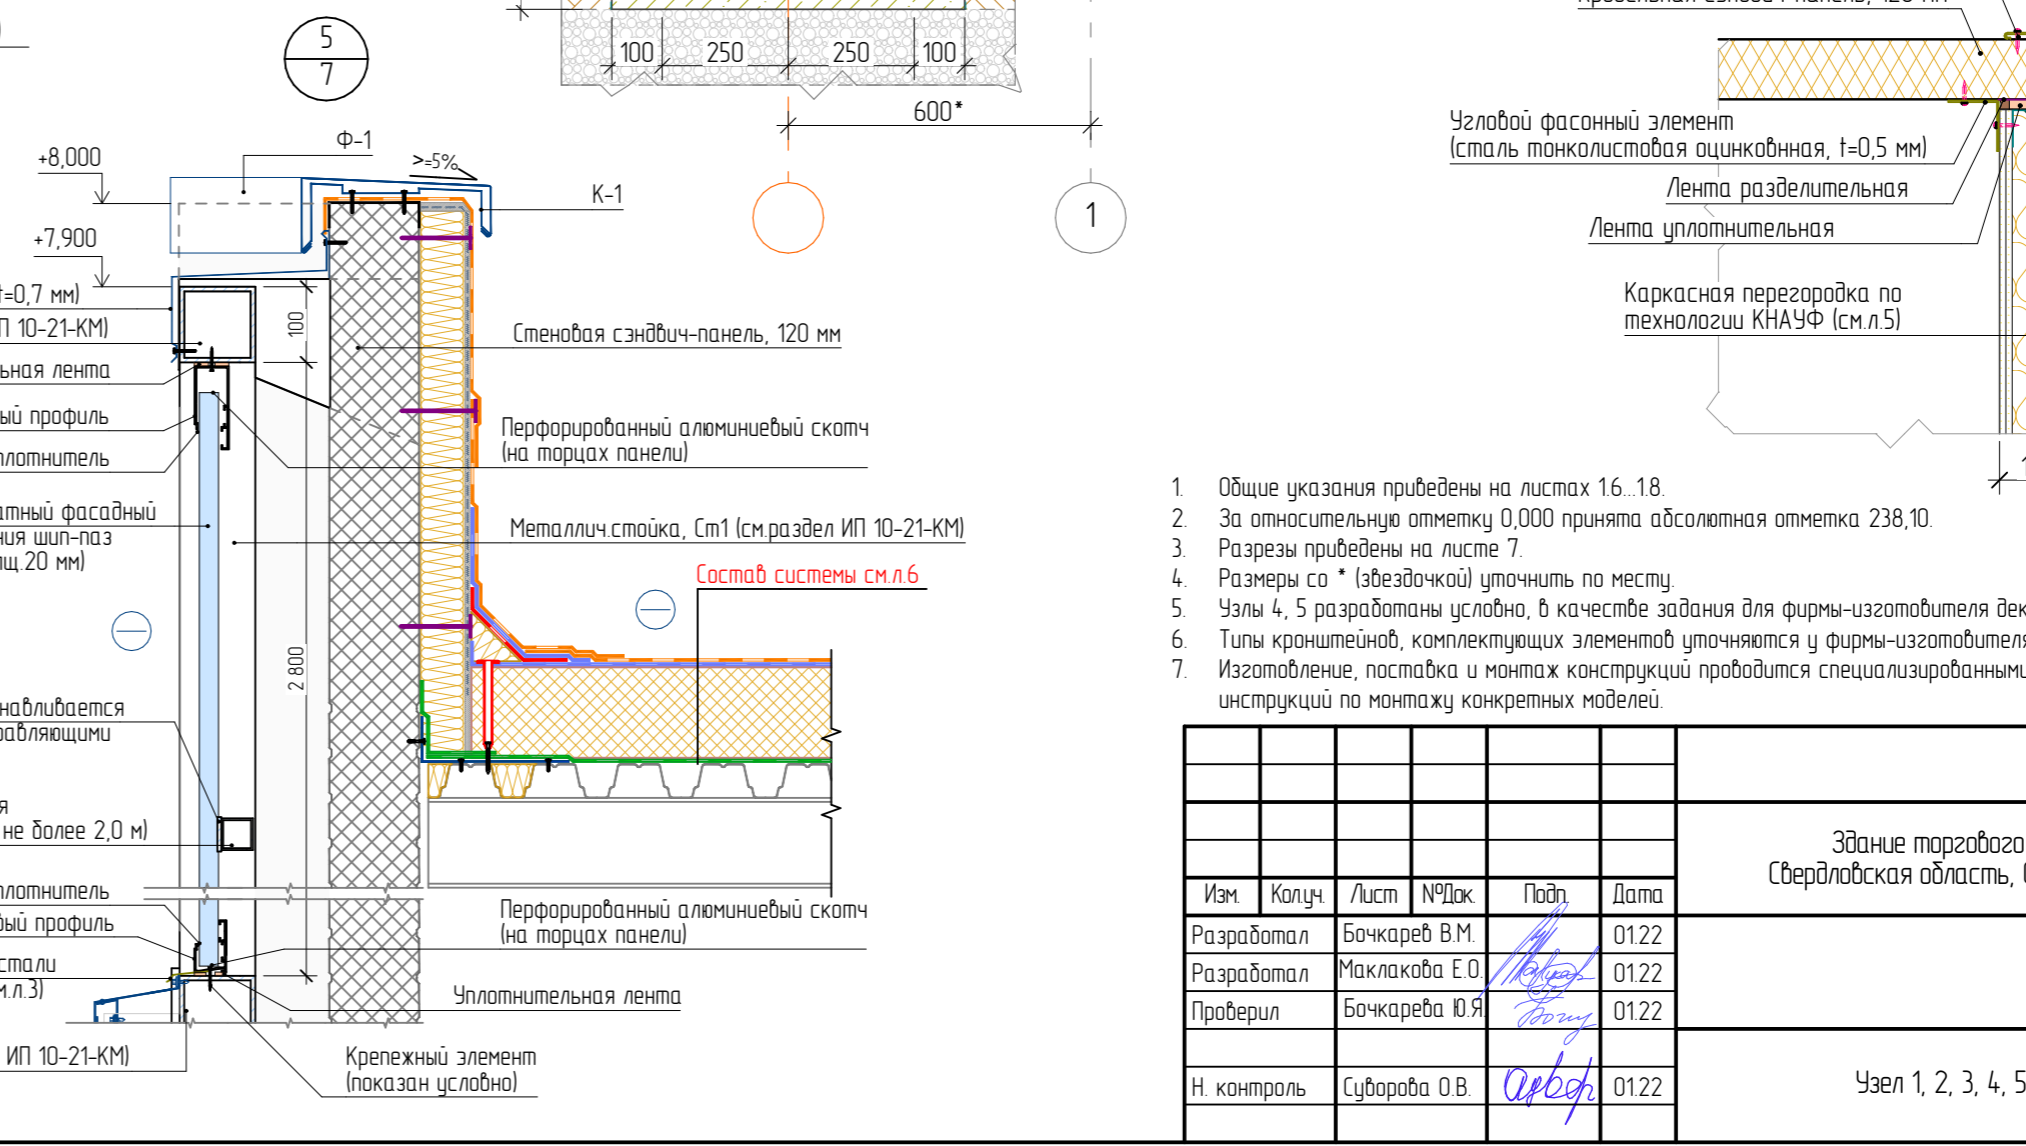 5
7
100
250
250
100
600*
1
Ф-1
>=5%
К-1
+8,000
+7,900
t=0,7 мм)
П 10-21-КМ)
ьная лента
ый профиль
плотнитель
атный фасадный
ния шип-паз
лщ.20 мм)
навливается
равляющими
я
не более 2,0 м)
плотнитель
вый профиль
стали
м.л.3)
ИП 10-21-КМ)
100
2 800
Стеновая сэндвич-панель, 120 мм
Перфорированный алюминиевый скотч
(на торцах панели)
Металлич.стойка, Ст1 (см.раздел ИП 10-21-КМ)
Состав системы см.л.6
Перфорированный алюминиевый скотч
(на торцах панели)
Уплотнительная лента
Крепежный элемент
(показан условно)
Угловой фасонный элемент
(сталь тонколистовая оцинковнная, t=0,5 мм)
Лента разделительная
Лента уплотнительная
Каркасная перегородка по
технологии КНАУФ (см.л.5)
1. Общие указания приведены на листах 1.6...1.8.
2. За относительную отметку 0,000 принята абсолютная отметка 238,10.
3. Разрезы приведены на листе 7.
4. Размеры со * (звездочкой) уточнить по месту.
5. Узлы 4, 5 разработаны условно, в качестве задания для фирмы-изготовителя дек
6. Типы кронштейнов, комплектующих элементов уточняются у фирмы-изготовителя
7. Изготовление, поставка и монтаж конструкций проводится специализированными
инструкций по монтажу конкретных моделей.
Здание торгового
Свердловская область,
Изм. Кол.уч. Лист №Док. Подп. Дата
Разработал Бочкарев В.М. 01.22
Разработал Маклакова Е.О. 01.22
Проверил Бочкарева Ю.Я. 01.22
Н. контроль Суворова О.В. 01.22
Узел 1, 2, 3, 4, 5